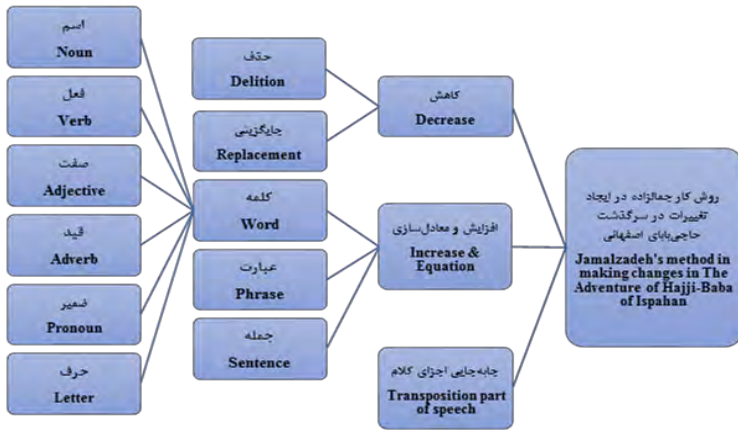 روش کار جمالزاده در ایجاد
تغییرات در سرگذشت
حاجی‌بابای اصفهانی
Jamalzadeh's method in
making changes in The
Adventure of Hajji-Baba
of Ispahan
کاهش
Decrease
افزایش و معادل‌سازی
Increase &
Equation
جابه‌جایی اجزای کلام
Transposition part
of speech
حذف
Delition
جایگزینی
Replacement
کلمه
Word
عبارت
Phrase
جمله
Sentence
اسم
Noun
فعل
Verb
صفت
Adjective
قید
Adverb
ضمیر
Pronoun
حرف
Letter